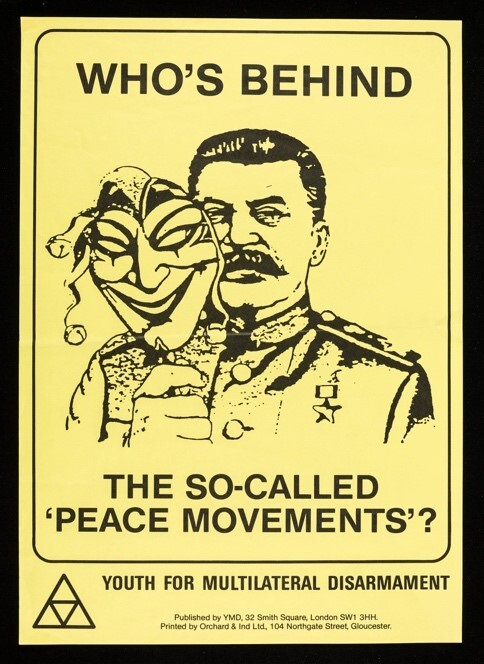 WHO'S BEHIND
THE SO-CALLED
‘PEACE MOVEMENTS’?
YOUTH FOR MULTILATERAL DISARMAMENT
Published by YMD, 32 Smith Square, London SW1 3HH.
Printed by Orchard & Ind Ltd., 104 Northgate Street, Gloucester.